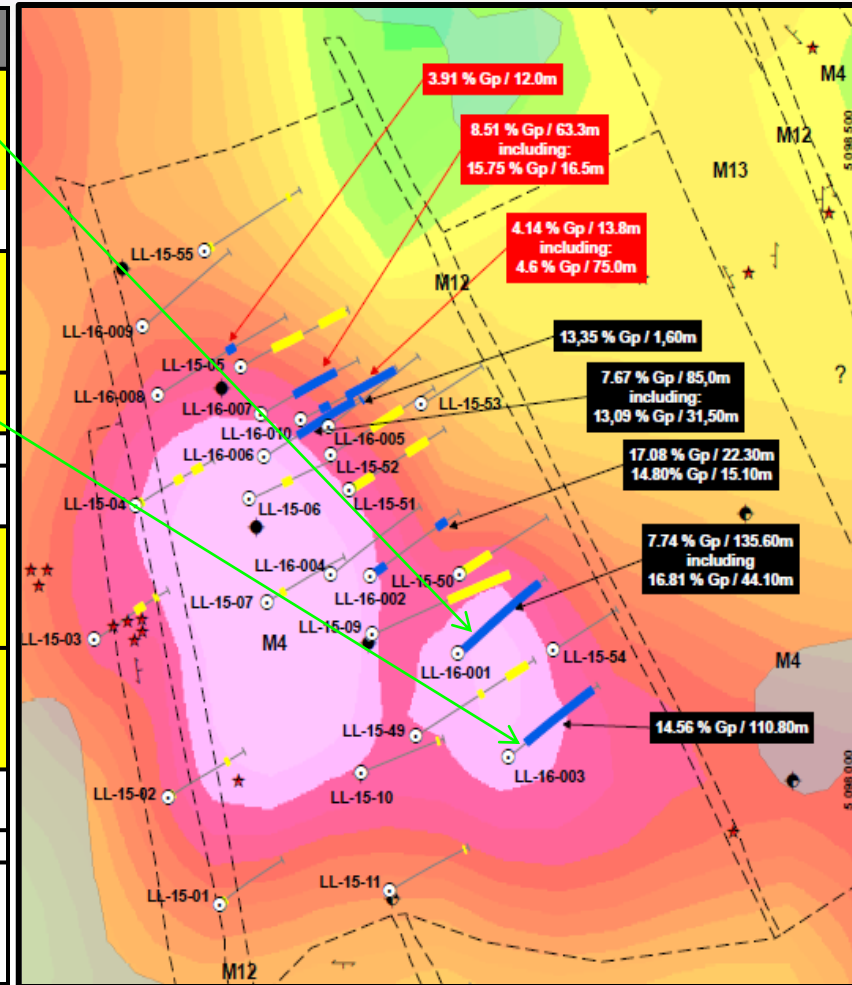 3.91 % Gp / 12.0m
M4
5 098 500
8.51 % Gp / 63.3m
including:
15.75 % Gp / 16.5m
M12
M13
4.14 % Gp / 13.8m
including:
4.6 % Gp / 75.0m
LL-15-55
M12
LL-16-009
13,35 % Gp / 1,60m
LL-15-05
7.67 % Gp / 85,0m
including:
13,09 % Gp / 31,50m
?
LL-16-008
LL-16-007
LL-15-53
LL-16-010
LL-16-005
LL-16-006
LL-15-52
17.08 % Gp / 22.30m
14.80% Gp / 15.10m
LL-15-04
LL-15-06
LL-15-51
7.74 % Gp / 135.60m
including
16.81 % Gp / 44.10m
LL-16-004
LL-15-50
LL-15-07
LL-16-002
LL-15-09
LL-15-03
M4
LL-15-54
M4
LL-16-001
LL-15-49
14.56 % Gp / 110.80m
LL-16-003
LL-15-10
LL-15-02
5 098 000
LL-15-11
LL-15-01
M12